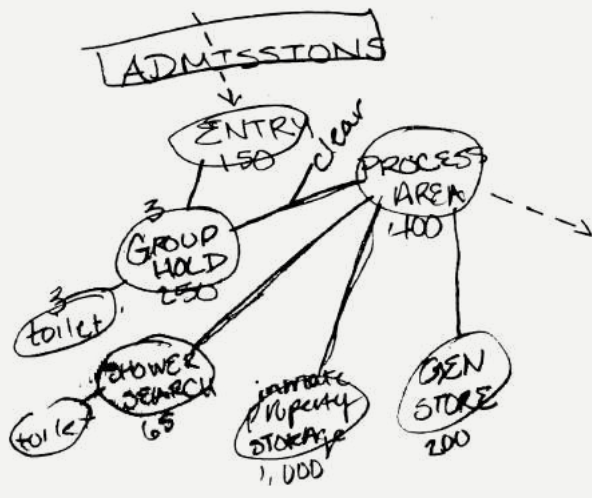 ADMISSIONS
ENTRY
150
clear
PROCESS
AREA
400
3
GROUP
HOLD
250
3
toilet
SHOWER
SEARCH
65
toilet
inmate
property
STORAGE
1,000
GEN
STORE
200